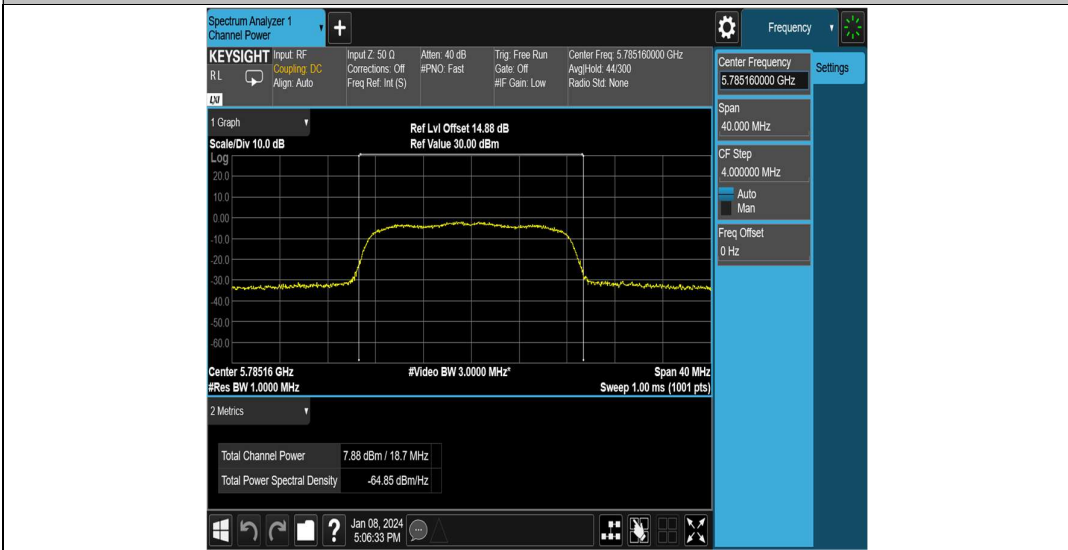 Spectrum Analyzer 1
Channel Power
+
Frequency
KEYSIGHT
RL
LXI
Input: RF
Coupling: DC
Align: Auto
Input Z: 50 Ω
Corrections: Off
Freq Ref: Int (S)
Atten: 40 dB
#PNO: Fast
Trig: Free Run
Gate: Off
#IF Gain: Low
Center Freq: 5.785160000 GHz
Avg|Hold: 44/300
Radio Std: None
Center Frequency
5.785160000 GHz
Settings
Span
40.000 MHz
CF Step
4.000000 MHz
Auto
Man
Freq Offset
0 Hz
1 Graph
Ref Lvl Offset 14.88 dB
Scale/Div 10.0 dB
Ref Value 30.00 dBm
Log
20.0
10.0
0.00
-10.0
-20.0
-30.0
-40.0
-50.0
-60.0
Center 5.78516 GHz
#Video BW 3.0000 MHz*
Span 40 MHz
#Res BW 1.0000 MHz
Sweep 1.00 ms (1001 pts)
2 Metrics
Total Channel Power 7.88 dBm / 18.7 MHz
Total Power Spectral Density -64.85 dBm/Hz
?
Jan 08, 2024
5:06:33 PM